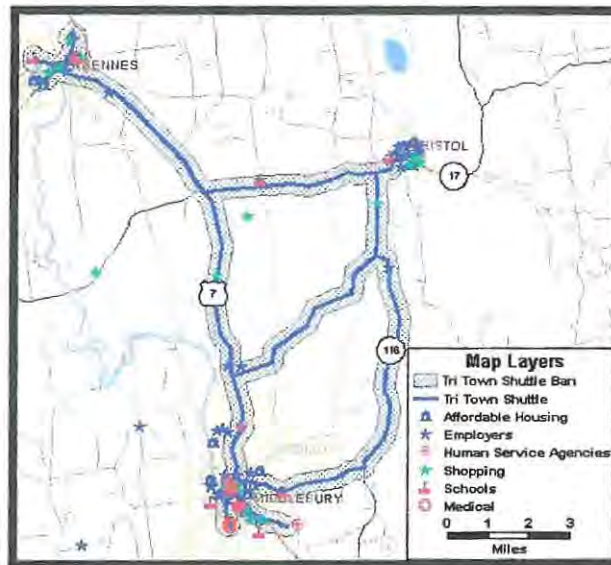 ENNES
RISTOL
17
7
116
MIDDLEBURY
Map Layers
Tri Town Shuttle Ban
Tri Town Shuttle
Affordable Housing
Employers
Human Service Agencies
Shopping
Schools
Medical
0 1 2 3
Miles